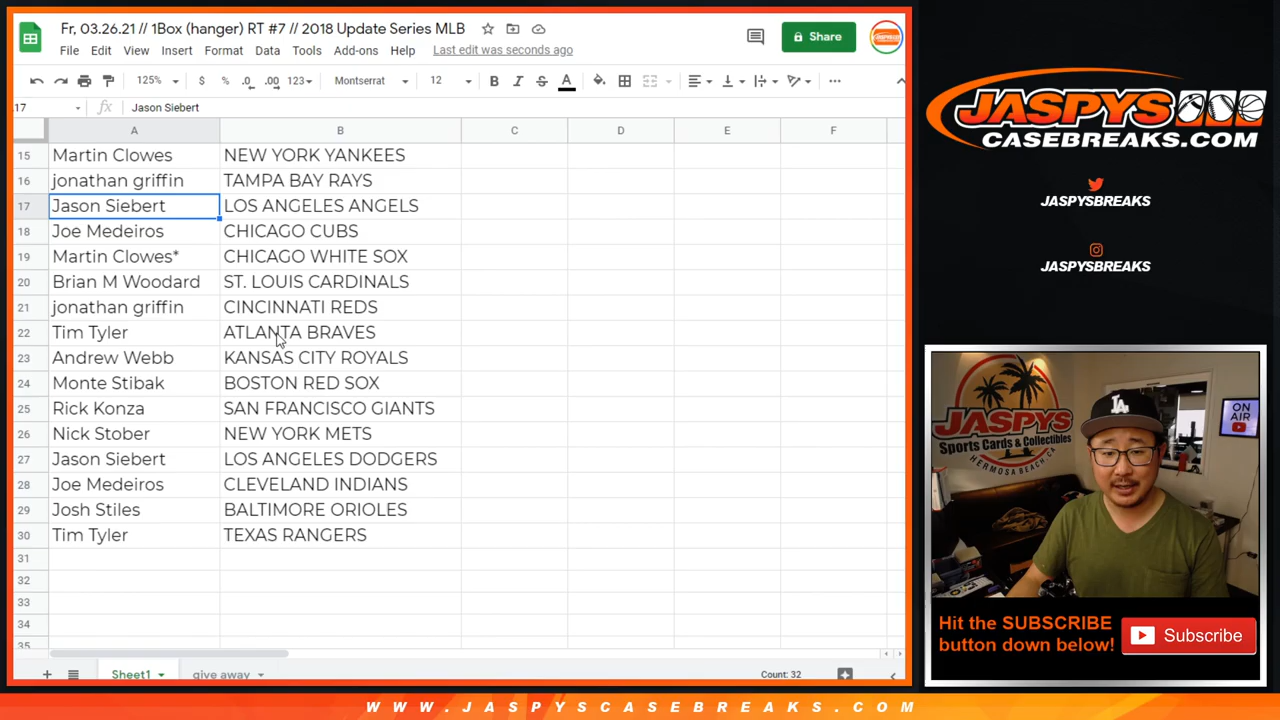 Fr, 03.26.21 // 1Box (hanger) RT #7 // 2018 Update Series MLB
File Edit View Insert Format Data Tools Add-ons Help Last edit was seconds ago
Share
125% $ % .0 .00 123 Montserrat 12 B I S A
17 fx Jason Siebert
A B C D E F
15 Martin Clowes NEW YORK YANKEES
16 jonathan griffin TAMPA BAY RAYS
17 Jason Siebert LOS ANGELES ANGELS
18 Joe Medeiros CHICAGO CUBS
19 Martin Clowes* CHICAGO WHITE SOX
20 Brian M Woodard ST. LOUIS CARDINALS
21 jonathan griffin CINCINNATI REDS
22 Tim Tyler ATLANTA BRAVES
23 Andrew Webb KANSAS CITY ROYALS
24 Monte Stibak BOSTON RED SOX
25 Rick Konza SAN FRANCISCO GIANTS
26 Nick Stober NEW YORK METS
27 Jason Siebert LOS ANGELES DODGERS
28 Joe Medeiros CLEVELAND INDIANS
29 Josh Stiles BALTIMORE ORIOLES
30 Tim Tyler TEXAS RANGERS
31
32
33
34
35
Sheet1 give away Count: 32
JASPYS
CASEBREAKS.COM
JASPYSBREAKS
JASPYSBREAKS
JASPYS
Sports Cards & Collectibles
HERMOSA BEACH, CA
LA
ON
AIR
Hit the SUBSCRIBE
button down below!
Subscribe
WWW.JASPYSCASEBREAKS.COM